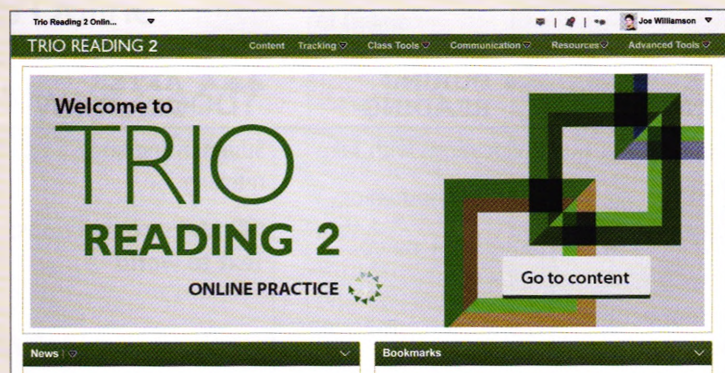 Trio Reading 2 Onlin...
Joe Williamson
TRIO READING 2
Content Tracking Class Tools Communication Resources Advanced Tools
Welcome to
TRIO
READING 2
ONLINE PRACTICE
Go to content
News
Bookmarks